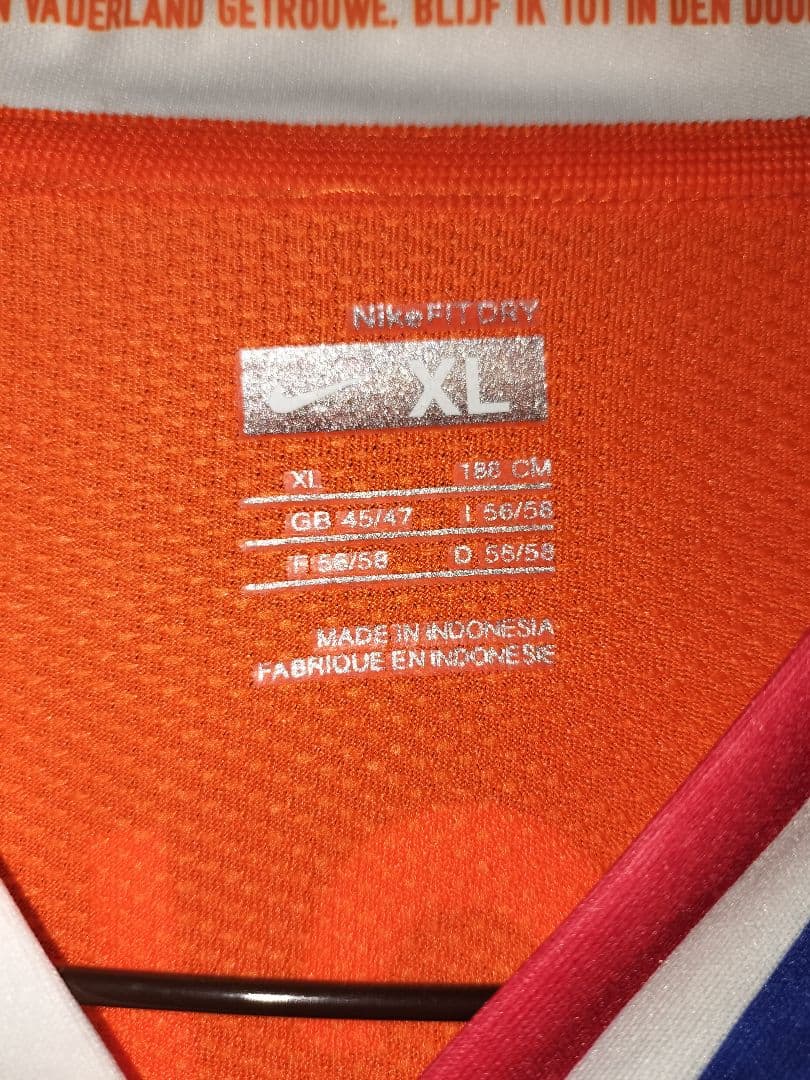 VADERLAND GETROUWE. BLIJF IK TOT IN DEN
Nike FIT DRY
XL
XL 188 CM
GB 45/47 I 56/58
F 56/58 D 56/58
MADE IN INDONESIA
FABRIQUE EN INDONESIE